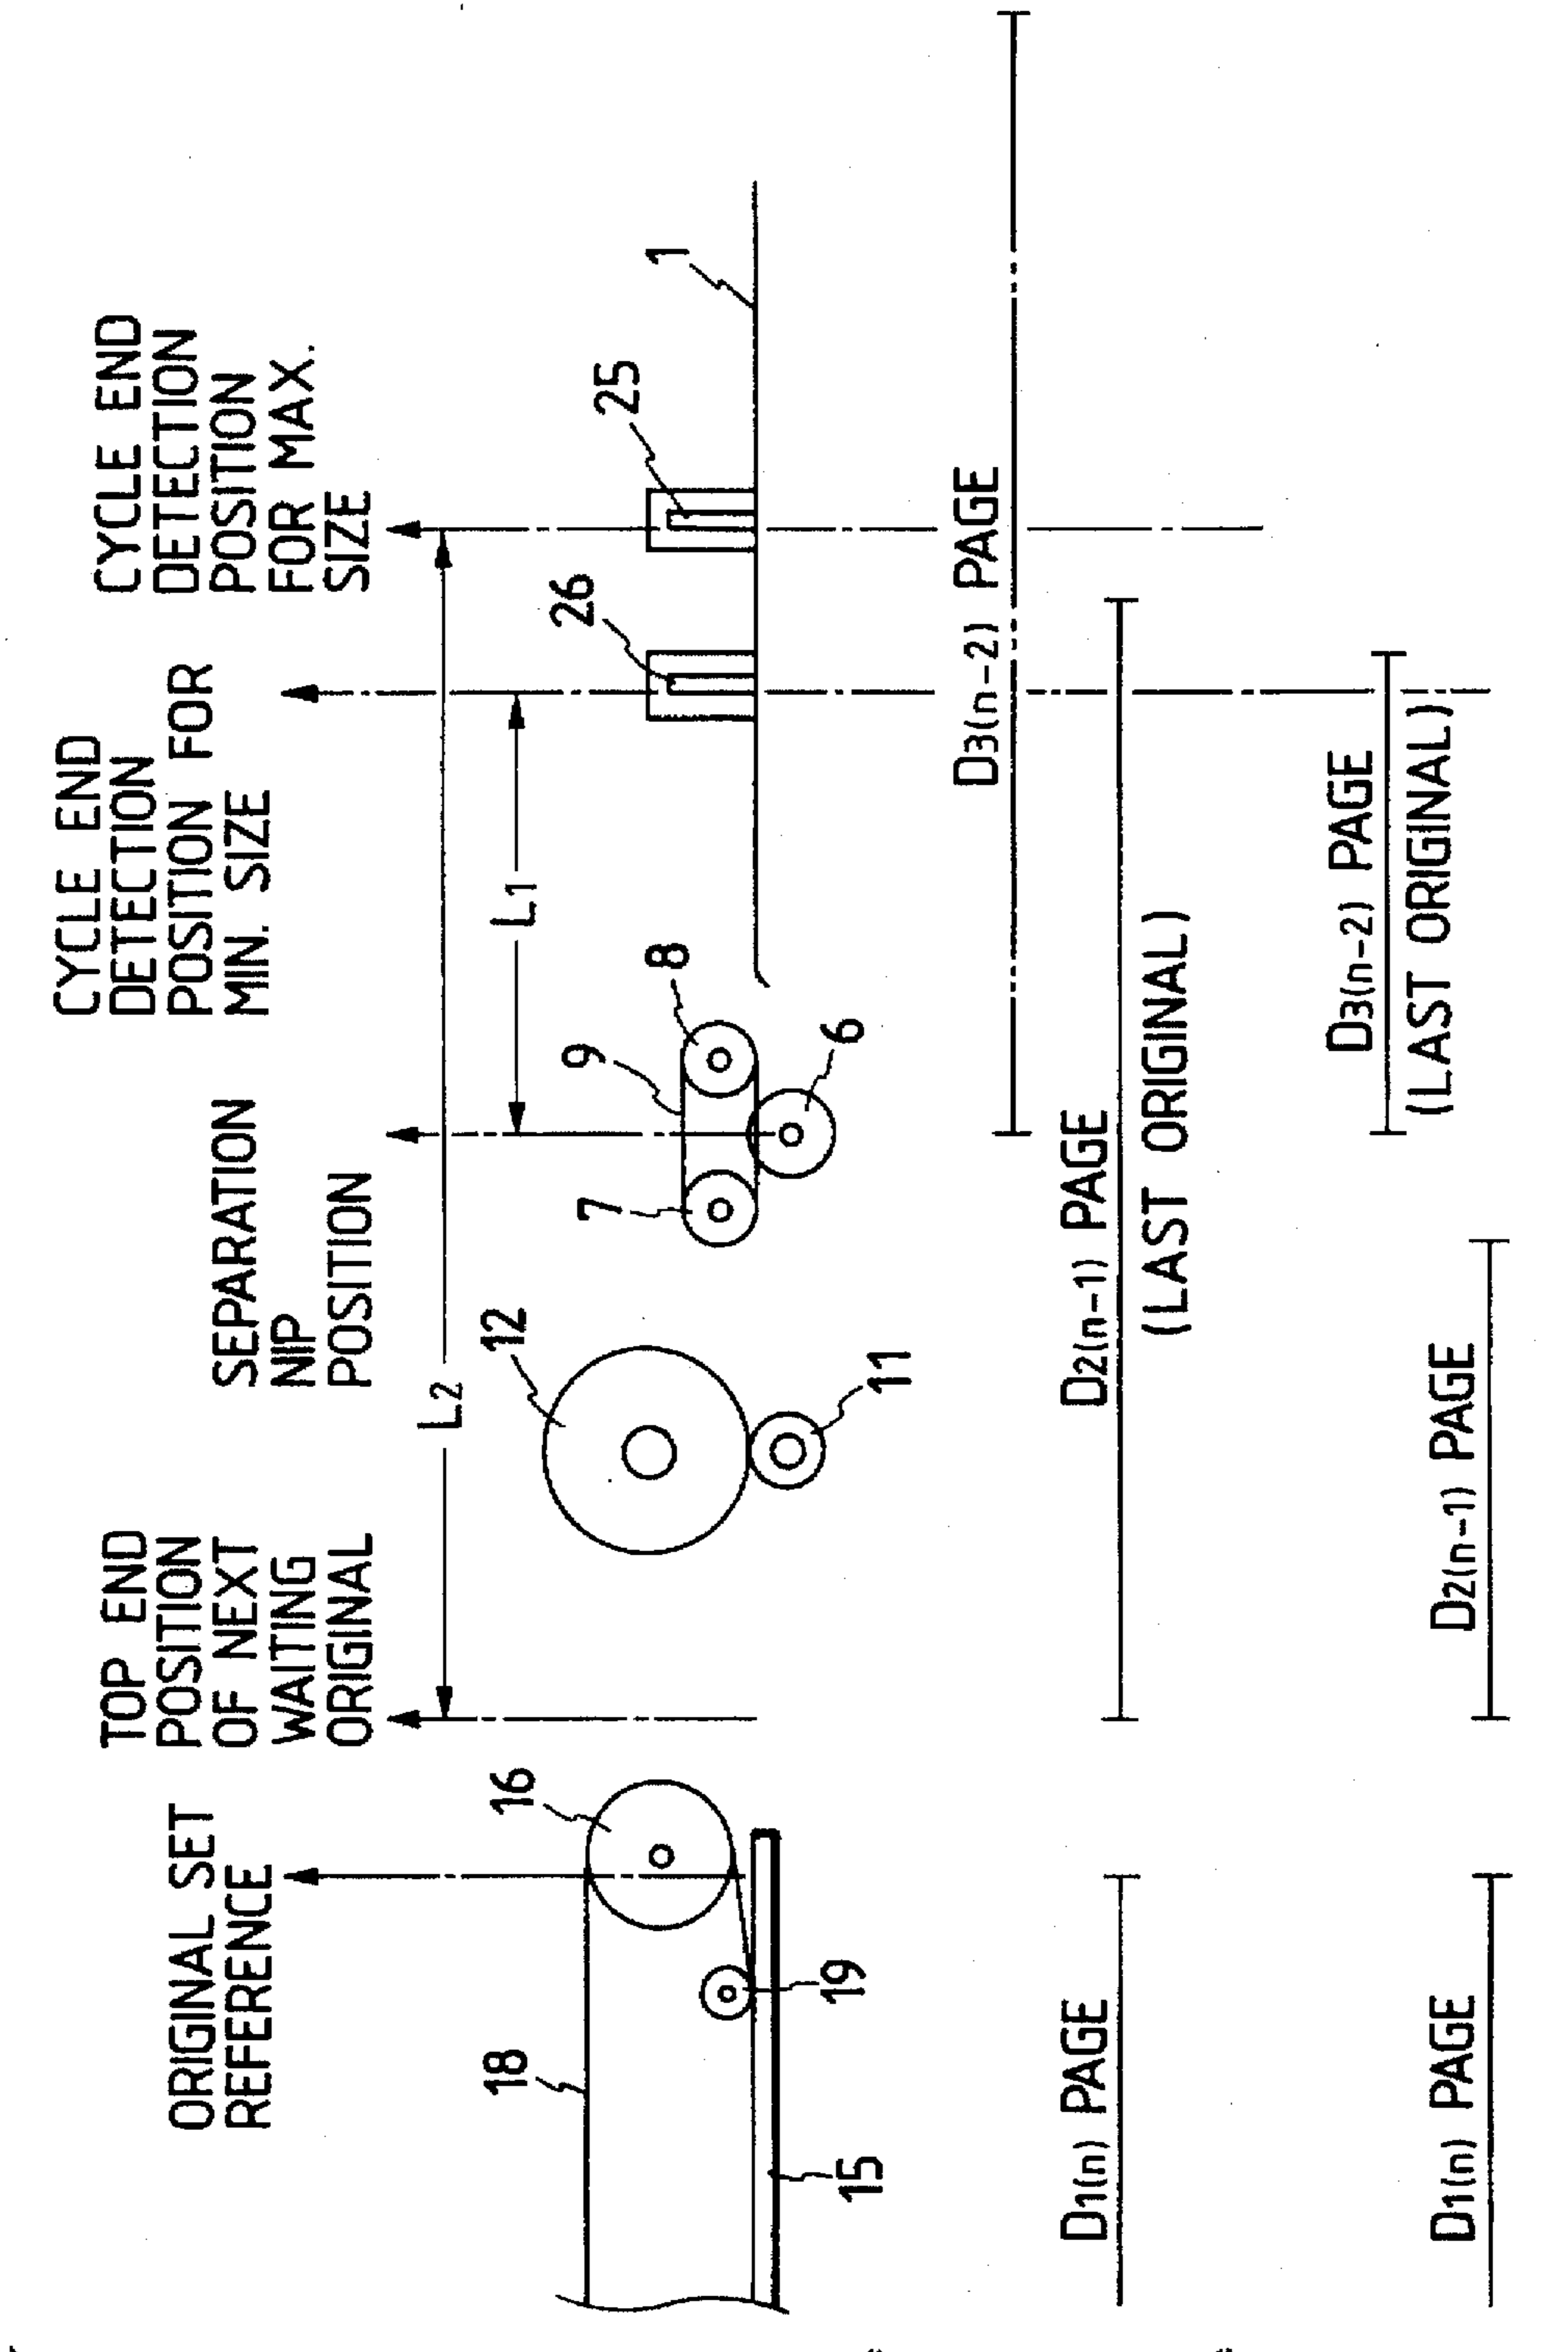 ORIGINAL SET
REFERENCE
TOP END
POSITION
OF NEXT
WAITING
ORIGINAL
SEPARATION
NIP
POSITION
CYCLE END
DETECTION
POSITION FOR
MIN. SIZE
CYCLE END
DETECTION
POSITION
FOR MAX.
SIZE
L2
L1
18
16
12
9
8
26
25
1
15
19
11
7
6
D3(n-2) PAGE
D1(n) PAGE
D2(n-1) PAGE
(LAST ORIGINAL)
D1(n) PAGE
D2(n-1) PAGE
D3(n-2) PAGE
(LAST ORIGINAL)